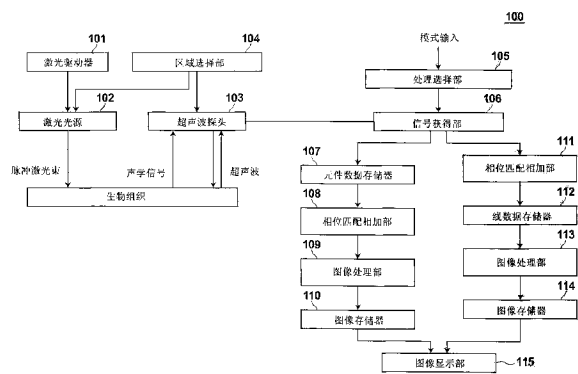 100
101
激光驱动器
104
区域选择部
模式输入
105
处理选择部
102
激光光源
103
超声波探头
106
信号获得部
脉冲激光束
声学信号
超声波
生物组织
107
元件数据存储器
108
相位匹配相加部
109
图像处理部
110
图像存储器
111
相位匹配相加部
112
线数据存储器
113
图像处理部
114
图像存储器
图像显示部
115